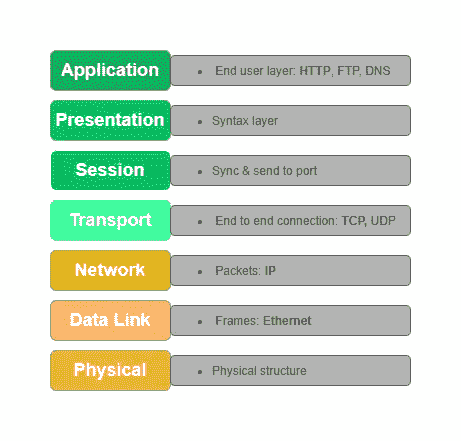 Application
• End user layer: HTTP, FTP, DNS
Presentation
• Syntax layer
Session
• Sync & send to port
Transport
• End to end connection: TCP, UDP
Network
• Packets: IP
Data Link
• Frames: Ethernet
Physical
• Physical structure